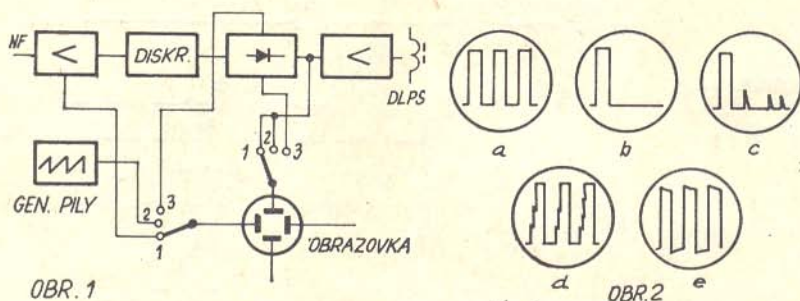 NF
<
DISKR.
<
DLPS
1 2 3
GEN. PILY
3
2
1
OBRAZOVKA
OBR. 1
a
b
c
d
e
OBR.2